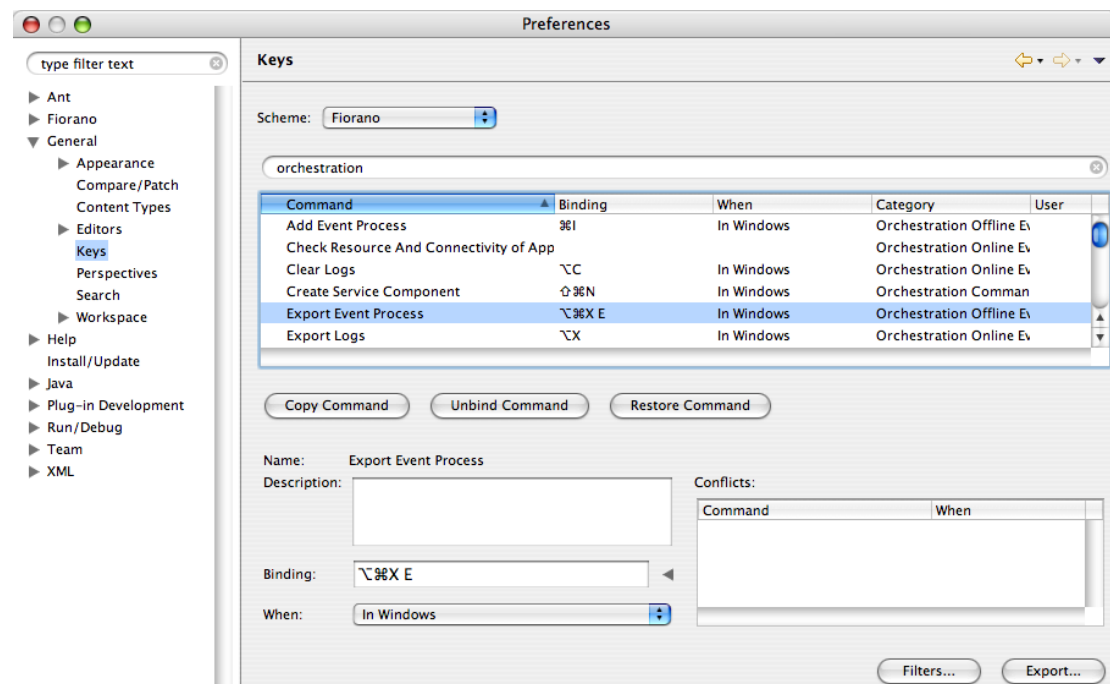 Preferences
type filter text
Ant
Fiorano
General
Appearance
Compare/Patch
Content Types
Editors
Keys
Perspectives
Search
Workspace
Help
Install/Update
Java
Plug-in Development
Run/Debug
Team
XML
Keys
Scheme: Fiorano
orchestration
Command Binding When Category User
Add Event Process ⌘I In Windows Orchestration Offline Ev
Check Resource And Connectivity of App Orchestration Online Ev
Clear Logs ⌥C In Windows Orchestration Online Ev
Create Service Component ⇧⌘N In Windows Orchestration Comman
Export Event Process ⌥⌘X E In Windows Orchestration Offline Ev
Export Logs ⌥X In Windows Orchestration Online Ev
Copy Command Unbind Command Restore Command
Name: Export Event Process
Description: Conflicts:
Command When
Binding: ⌥⌘X E
When: In Windows
Filters... Export...